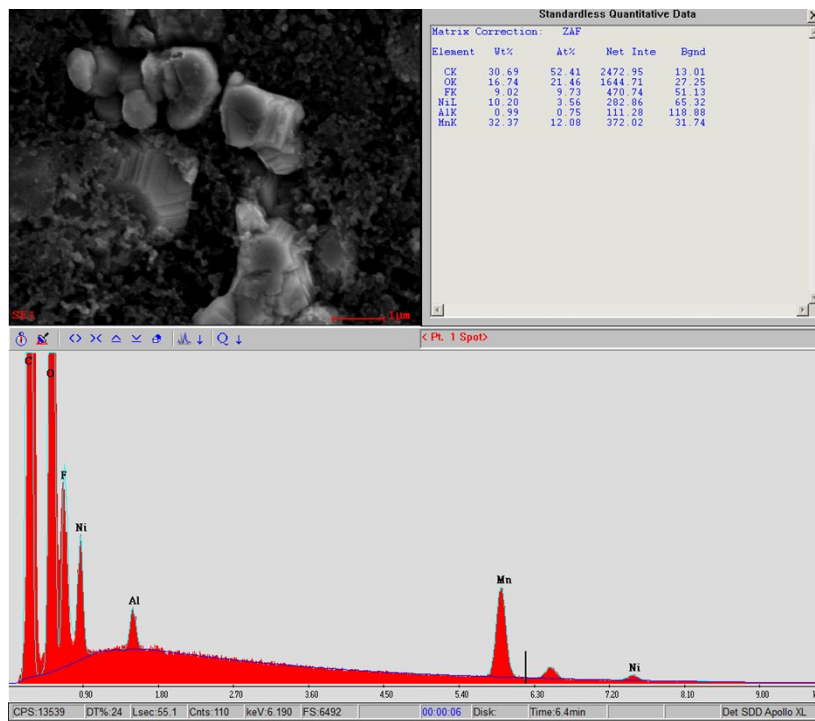 Standardless Quantitative Data
Matrix Correction: ZAF
Element Wt% At% Net Inte Bgnd
CK 30.69 52.41 2472.95 13.01
OK 16.74 21.46 1644.71 27.25
FK 9.02 9.73 470.74 51.13
NiL 10.20 3.56 282.86 65.32
AlK 0.99 0.75 111.28 118.88
MnK 32.37 12.08 372.02 31.74
SE1
1µm
< Pt. 1 Spot>
C
O
F
Ni
Al
Mn
Ni
0.90 1.80 2.70 3.60 4.50 5.40 6.30 7.20 8.10 9.00
CPS:13539 DT%:24 Lsec:55.1 Cnts:110 keV:6.190 FS:6492 00:00:06 Disk: Time:6.4min Det SDD Apollo XL